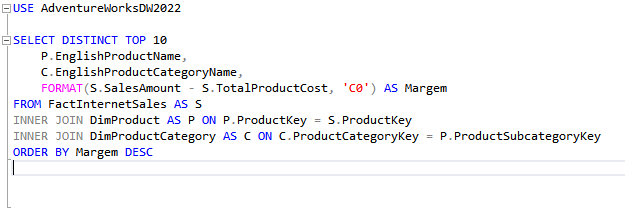 USE AdventureWorksDW2022
SELECT DISTINCT TOP 10
P.EnglishProductName,
C.EnglishProductCategoryName,
FORMAT(S.SalesAmount - S.TotalProductCost, 'C0') AS Margem
FROM FactInternetSales AS S
INNER JOIN DimProduct AS P ON P.ProductKey = S.ProductKey
INNER JOIN DimProductCategory AS C ON C.ProductCategoryKey = P.ProductSubcategoryKey
ORDER BY Margem DESC